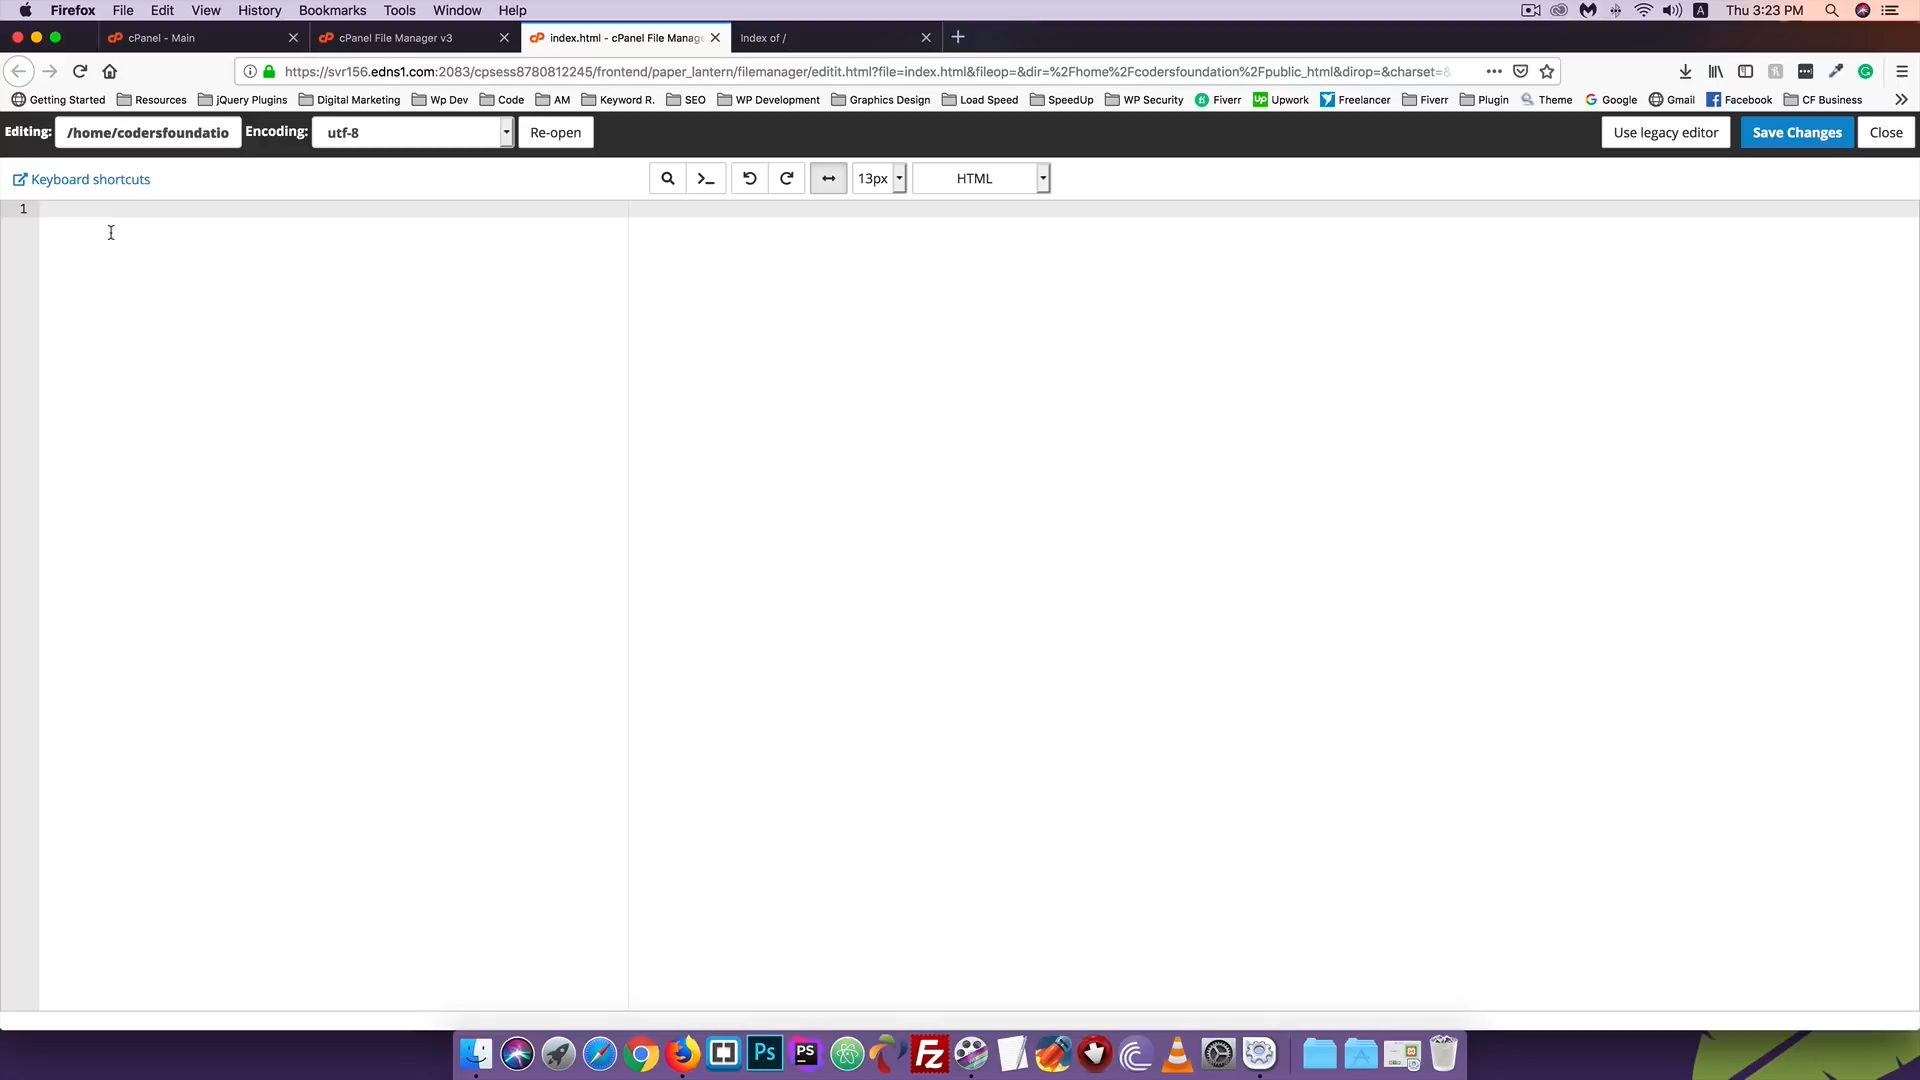 Firefox File Edit View History Bookmarks Tools Window Help A Thu 3:23 PM
cPanel - Main
cPanel File Manager v3
index.html - cPanel File Manage
Index of /
https://svr156.edns1.com:2083/cpsess8780812245/frontend/paper_lantern/filemanager/editit.html?file=index.html&fileop=&dir=%2Fhome%2Fcodersfoundation%2Fpublic_html&dirop=&charset=&
Getting Started Resources jQuery Plugins Digital Marketing Wp Dev Code AM Keyword R. SEO WP Development Graphics Design Load Speed SpeedUp WP Security Fiverr Upwork Freelancer Fiverr Plugin Theme Google Gmail Facebook CF Business
Editing: /home/codersfoundatio Encoding: utf-8 Re-open Use legacy editor Save Changes Close
Keyboard shortcuts 13px HTML
1
Ps PS FZ